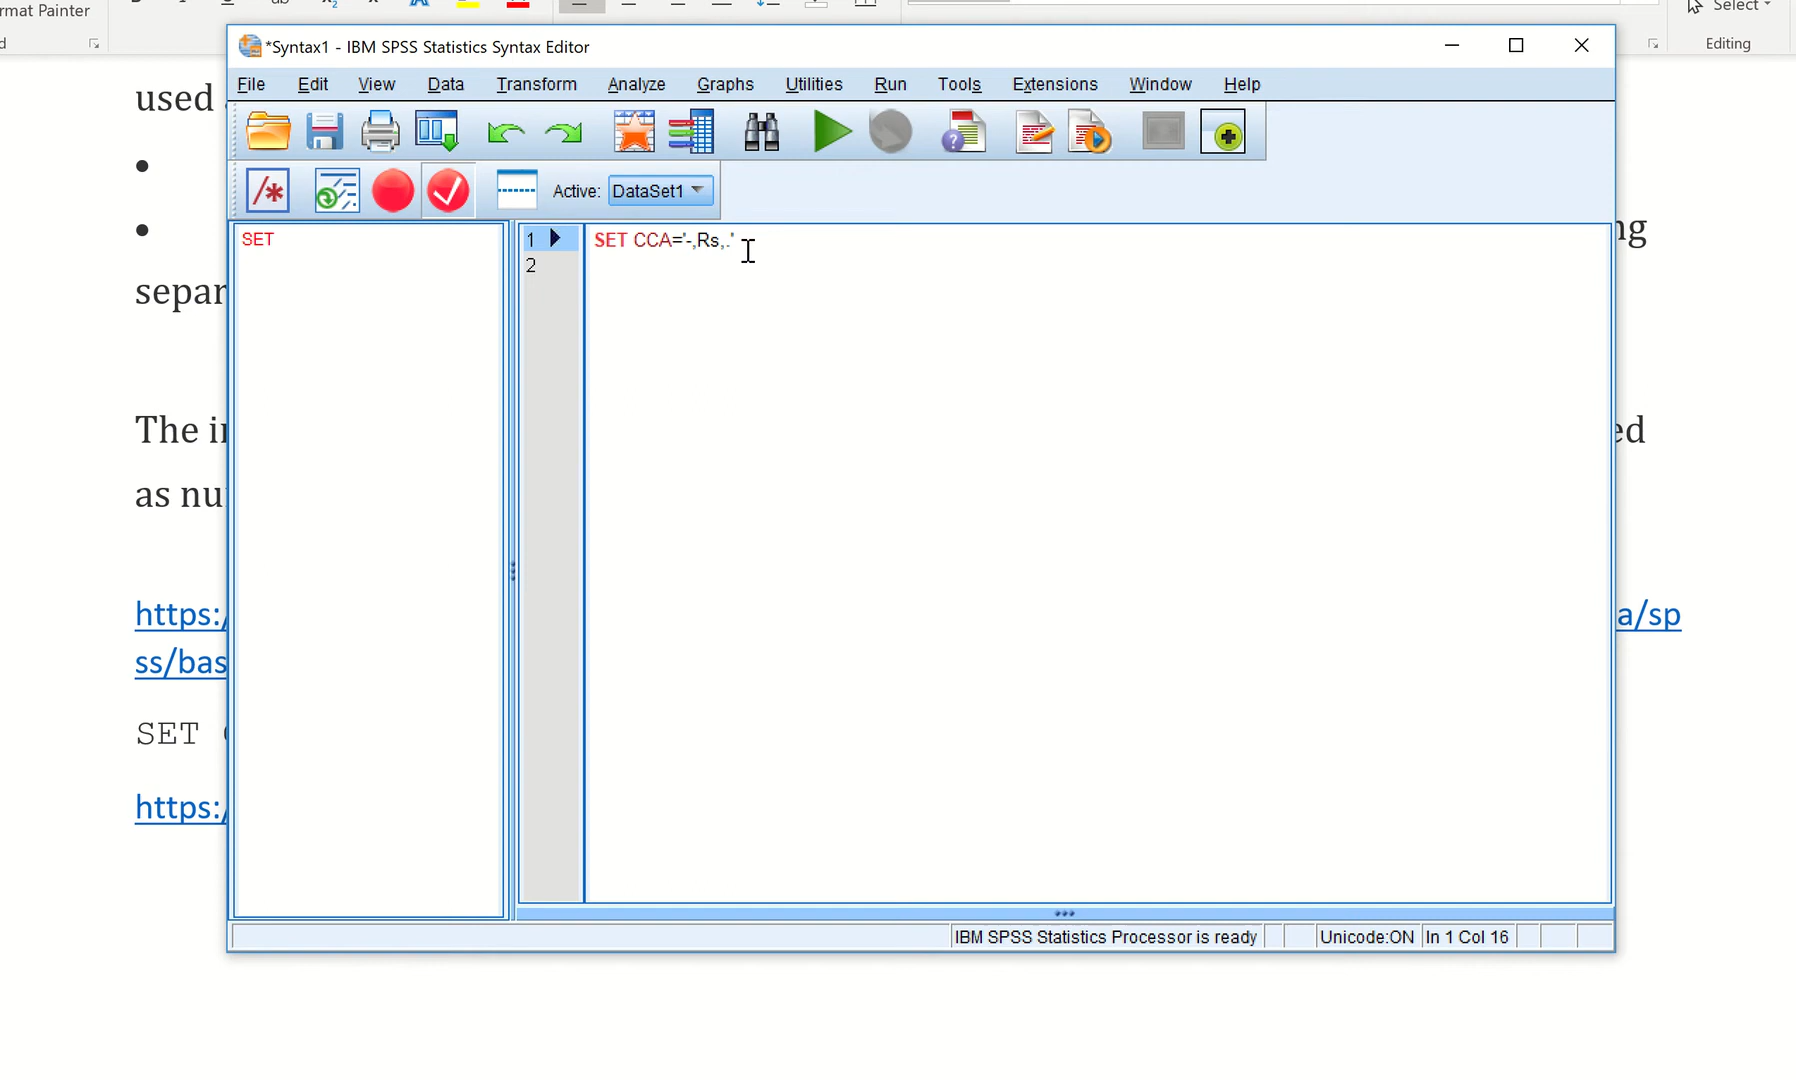 rmat Painter
Select
Editing
*Syntax1 - IBM SPSS Statistics Syntax Editor
File Edit View Data Transform Analyze Graphs Utilities Run Tools Extensions Window Help
Active: DataSet1
SET
1 SET CCA='-,Rs,.'
2
used
•
• ng
separ
The in ed
as nu
https:/ a/sp
ss/bas
SET
https:/
IBM SPSS Statistics Processor is ready Unicode:ON In 1 Col 16